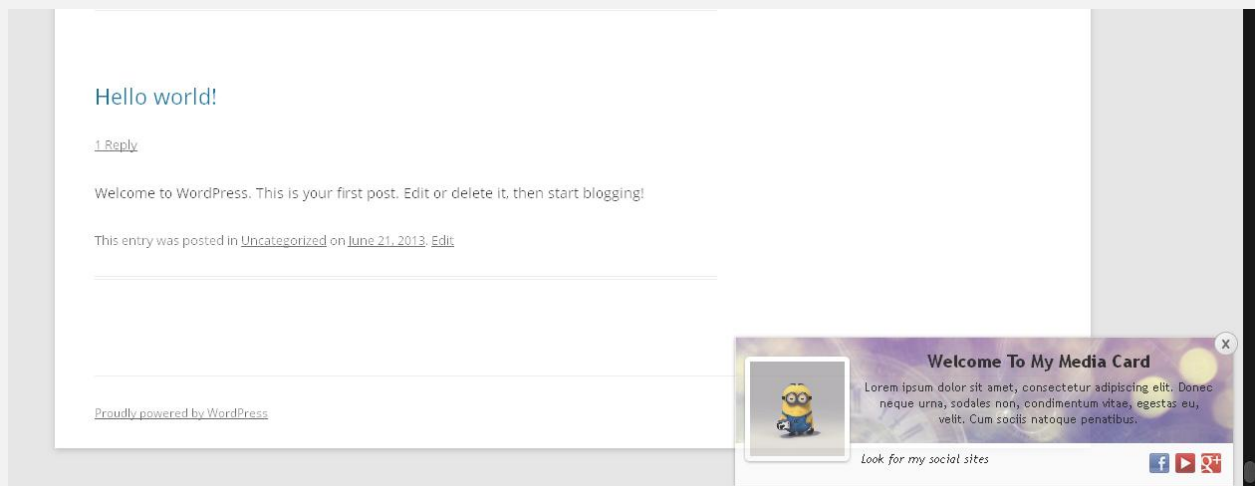 Hello world!
1 Reply
Welcome to WordPress. This is your first post. Edit or delete it, then start blogging!
This entry was posted in Uncategorized on June 21, 2013. Edit
Proudly powered by WordPress
x
Welcome To My Media Card
Lorem ipsum dolor sit amet, consectetur adipiscing elit. Donec
neque urna, sodales non, condimentum vitae, egestas eu,
velit. Cum sociis natoque penatibus.
Look for my social sites
f
g+